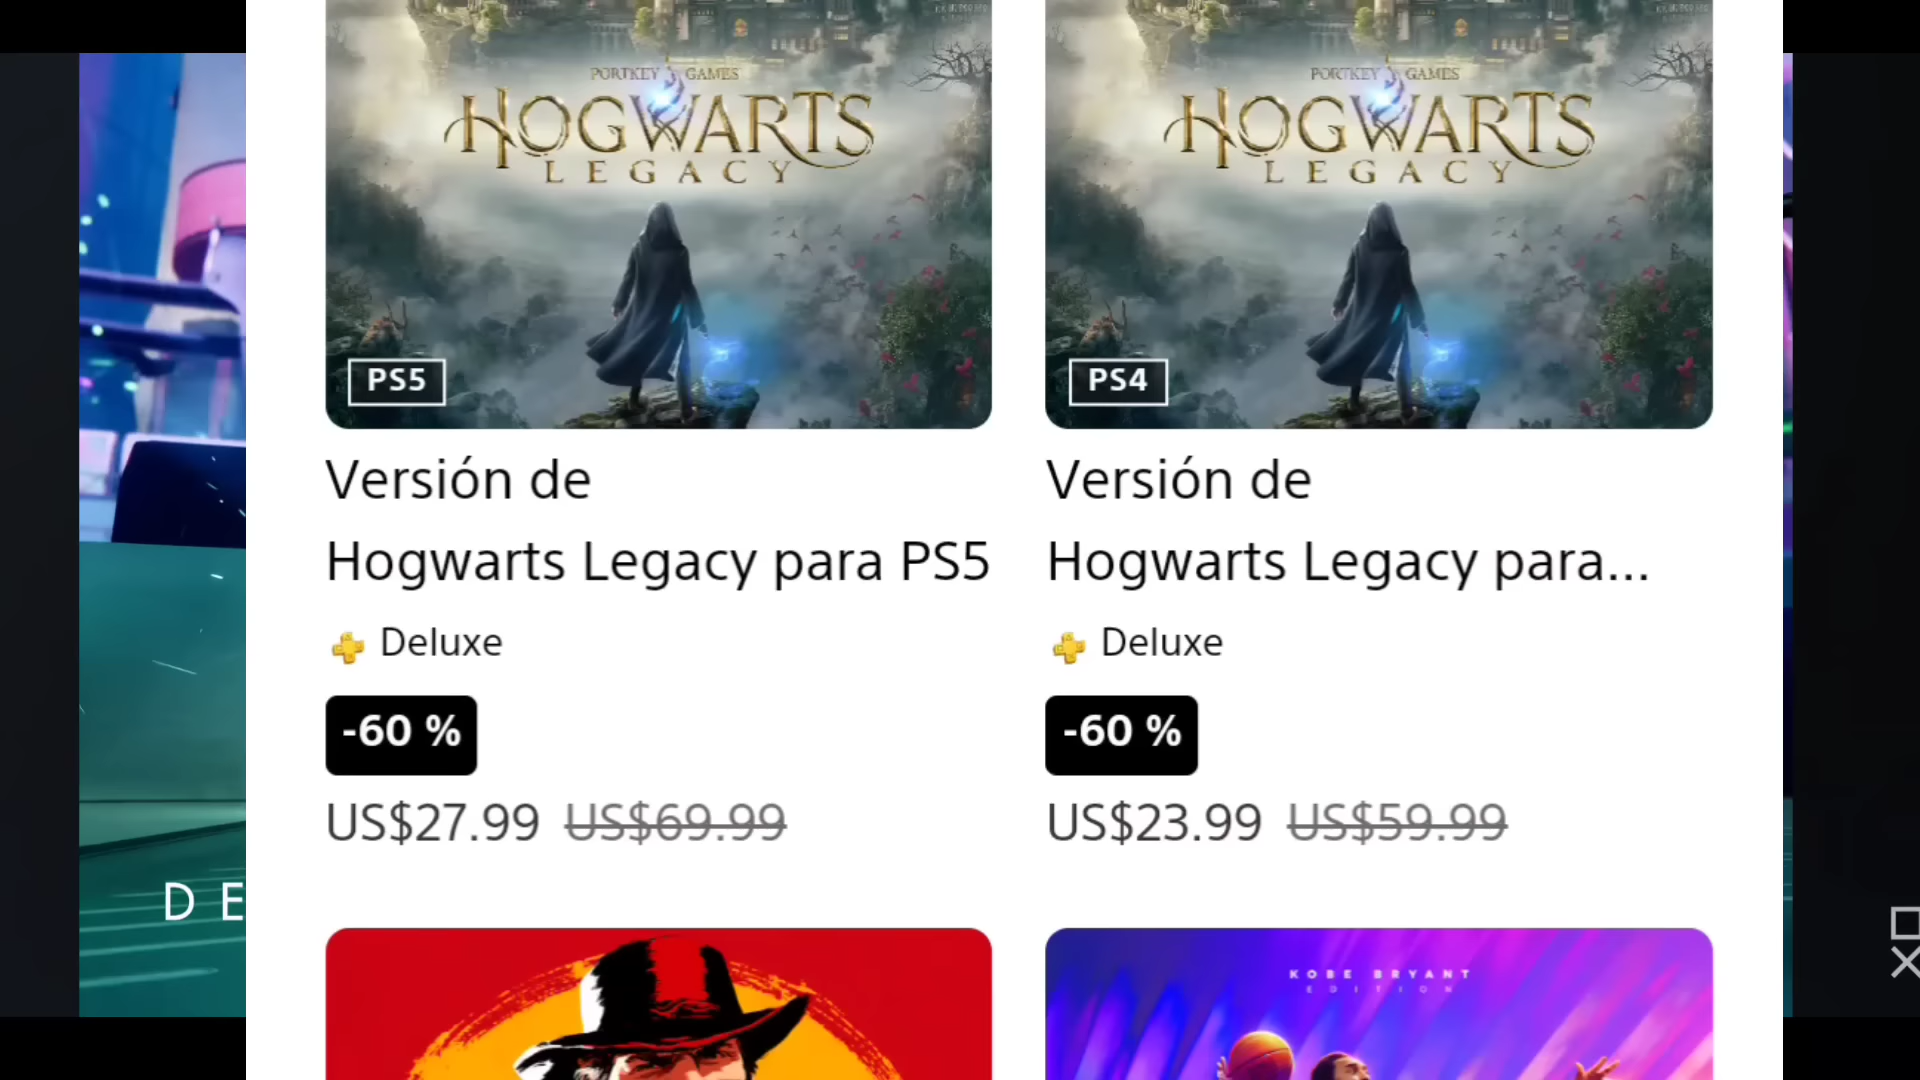 PORTKEY GAMES
HOGWARTS
LEGACY
PS5
Versión de
Hogwarts Legacy para PS5
Deluxe
-60 %
US$27.99 US$69.99
PORTKEY GAMES
HOGWARTS
LEGACY
PS4
Versión de
Hogwarts Legacy para...
Deluxe
-60 %
US$23.99 US$59.99
D E
KOBE BRYANT
EDITION